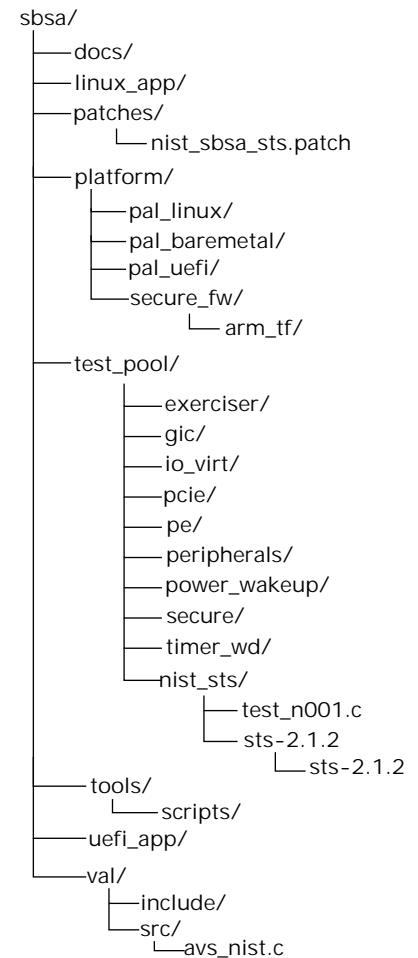 sbsa/
docs/
linux_app/
patches/
nist_sbsa_sts.patch
platform/
pal_linux/
pal_baremetal/
pal_uefi/
secure_fw/
arm_tf/
test_pool/
exerciser/
gic/
io_virt/
pcie/
pe/
peripherals/
power_wakeup/
secure/
timer_wd/
nist_sts/
test_n001.c
sts-2.1.2
sts-2.1.2
tools/
scripts/
uefi_app/
val/
include/
src/
avs_nist.c